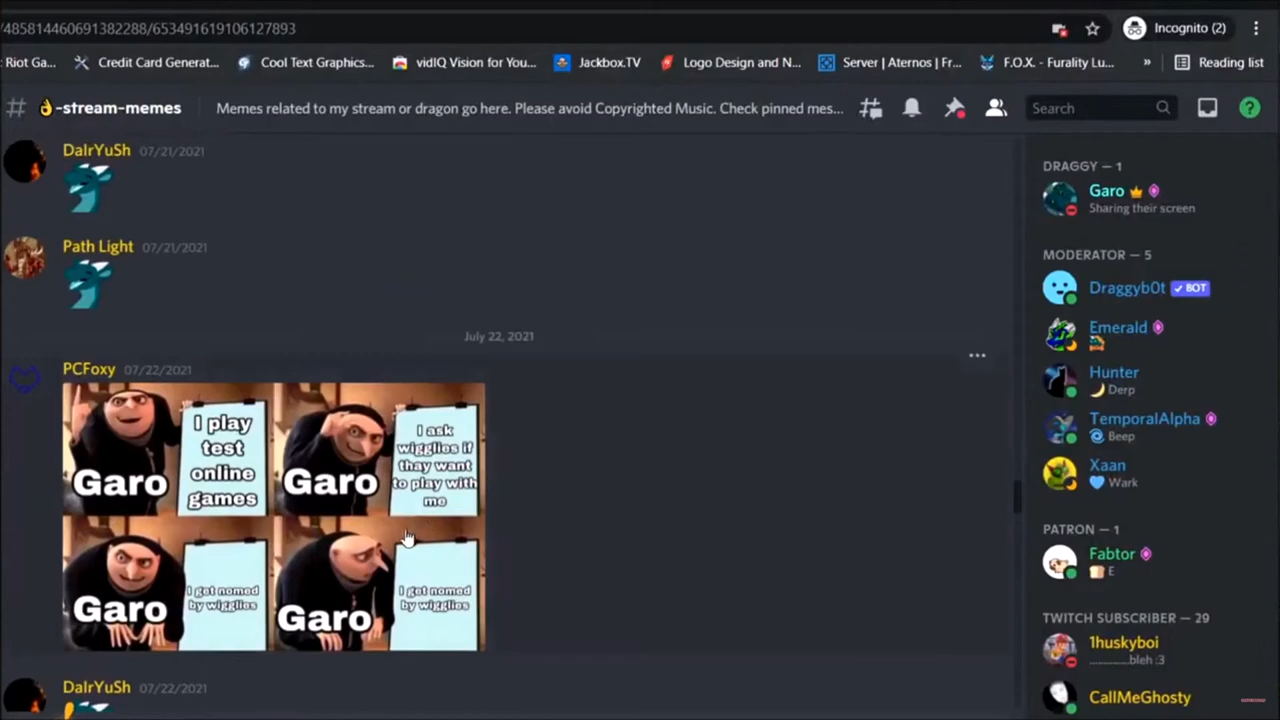 /485814460691382288/653491619106127893
Incognito (2)
Riot Ga...
Credit Card Generat...
Cool Text Graphics...
vidIQ Vision for You...
Jackbox.TV
Logo Design and N...
Server | Aternos | Fr...
F.O.X. - Furality Lu...
»
Reading list
# 👌-stream-memes
Memes related to my stream or dragon go here. Please avoid Copyrighted Music. Check pinned mes...
Search
DalrYuSh 07/21/2021
Path Light 07/21/2021
July 22, 2021
PCFoxy 07/22/2021
Garo
I play
test
online
games
Garo
I ask
wigglies if
thay want
to play with
me
Garo
I get nomed
by wigglies
Garo
I get nomed
by wigglies
DalrYuSh 07/22/2021
DRAGGY — 1
Garo
Sharing their screen
MODERATOR — 5
Draggyb0t ✓ BOT
Emerald
Hunter
Derp
TemporalAlpha
Beep
Xaan
Wark
PATRON — 1
Fabtor
E
TWITCH SUBSCRIBER — 29
1huskyboi
..............bleh :3
CallMeGhosty